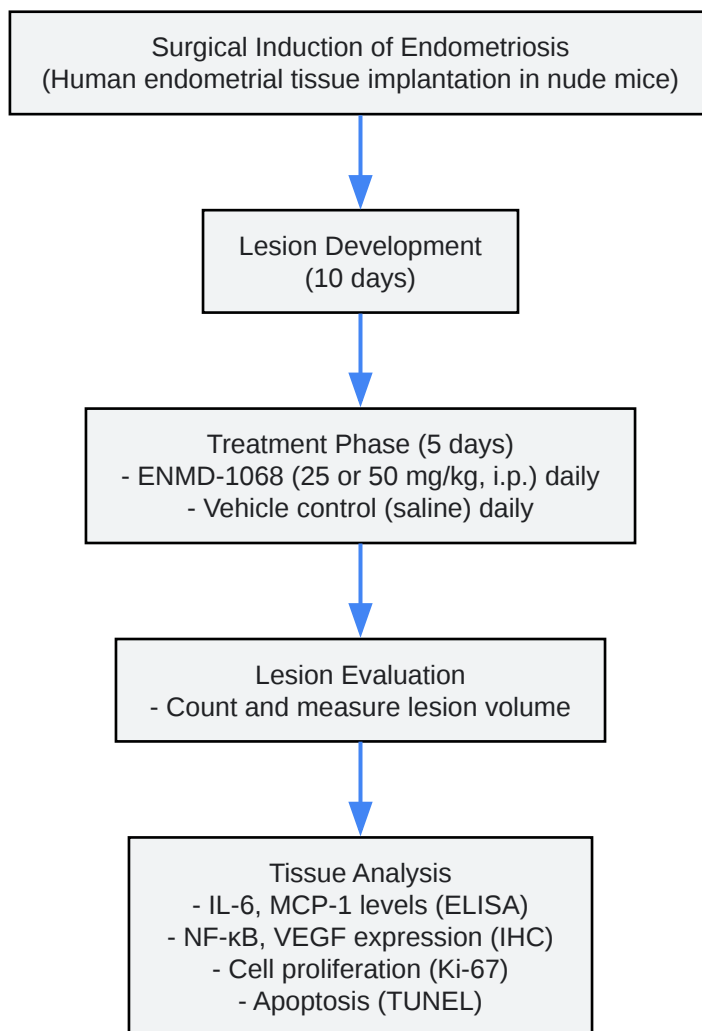 Surgical Induction of Endometriosis
(Human endometrial tissue implantation in nude mice)
Lesion Development
(10 days)
Treatment Phase (5 days)
- ENMD-1068 (25 or 50 mg/kg, i.p.) daily
- Vehicle control (saline) daily
Lesion Evaluation
- Count and measure lesion volume
Tissue Analysis
- IL-6, MCP-1 levels (ELISA)
- NF-κB, VEGF expression (IHC)
- Cell proliferation (Ki-67)
- Apoptosis (TUNEL)